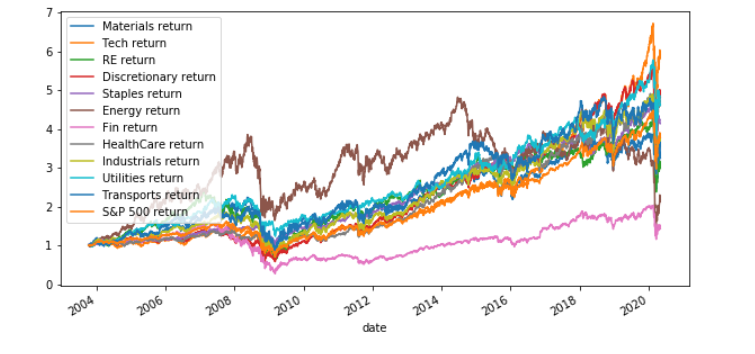 7
6
5
4
3
2
1
0
Materials return
Tech return
RE return
Discretionary return
Staples return
Energy return
Fin return
HealthCare return
Industrials return
Utilities return
Transports return
S&P 500 return
2004 2006 2008 2010 2012 2014 2016 2018 2020
date